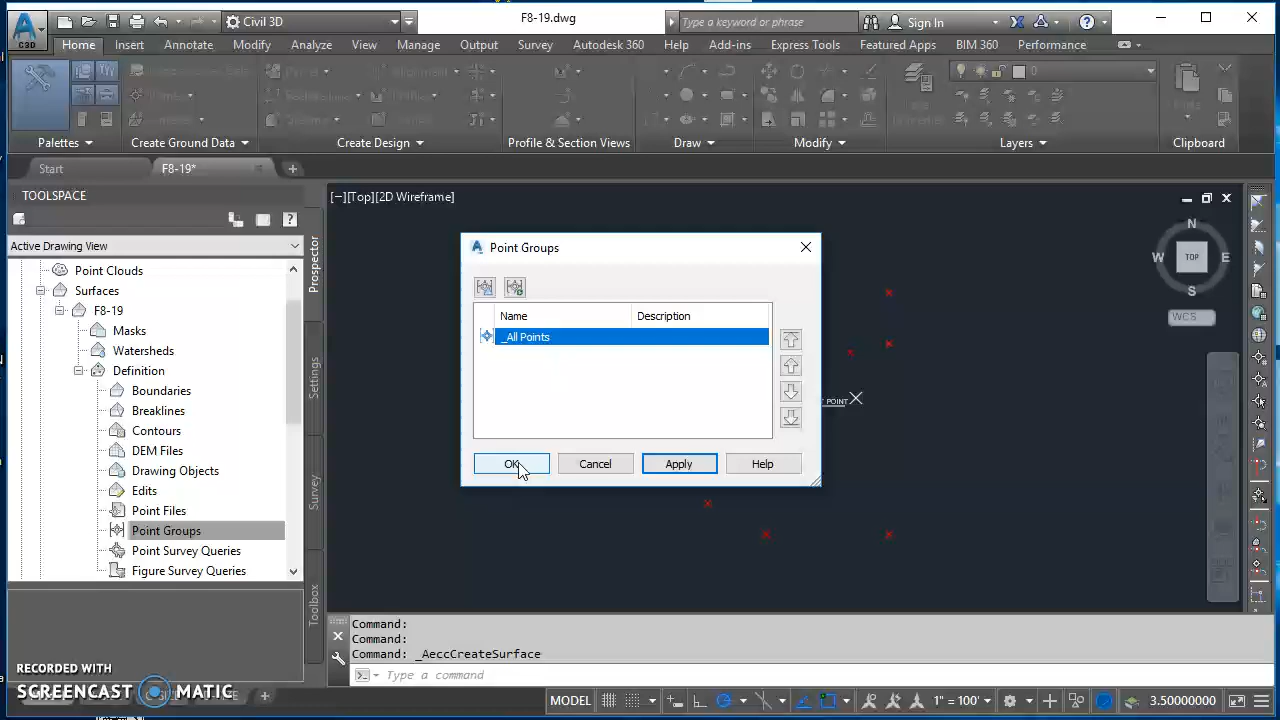 Civil 3D
F8-19.dwg
Type a keyword or phrase
Sign In
C3D
Home Insert Annotate Modify Analyze View Manage Output Survey Autodesk 360 Help Add-ins Express Tools Featured Apps BIM 360 Performance
0
Palettes Create Ground Data Create Design Profile & Section Views Draw Modify Layers Clipboard
Start F8-19*
TOOLSPACE
[−][Top][2D Wireframe]
Active Drawing View
Point Clouds
Surfaces
F8-19
Masks
Watersheds
Definition
Boundaries
Breaklines
Contours
DEM Files
Drawing Objects
Edits
Point Files
Point Groups
Point Survey Queries
Figure Survey Queries
Prospector
Settings
Survey
Toolbox
Point Groups
Name Description
_All Points
OK Cancel Apply Help
POINT
N
W TOP E
S
WCS
Command:
Command:
Command: _AeccCreateSurface
Type a command
RECORDED WITH
SCREENCAST MATIC
MODEL 1" = 100' 3.50000000